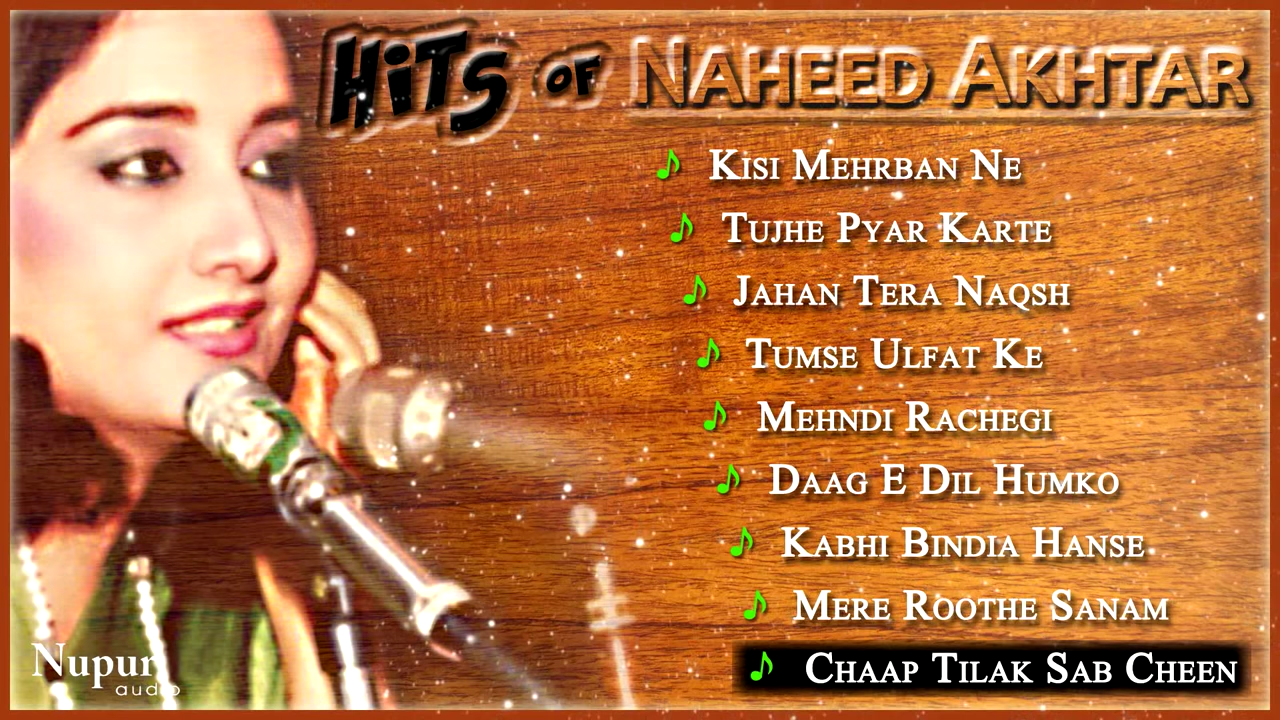 HiTS OF NAHEED AKHTAR
KISI MEHRBAN NE
TUJHE PYAR KARTE
JAHAN TERA NAQSH
TUMSE ULFAT KE
MEHNDI RACHEGI
DAAG E DIL HUMKO
KABHI BINDIA HANSE
MERE ROOTHE SANAM
CHAAP TILAK SAB CHEEN
Nupur
audio